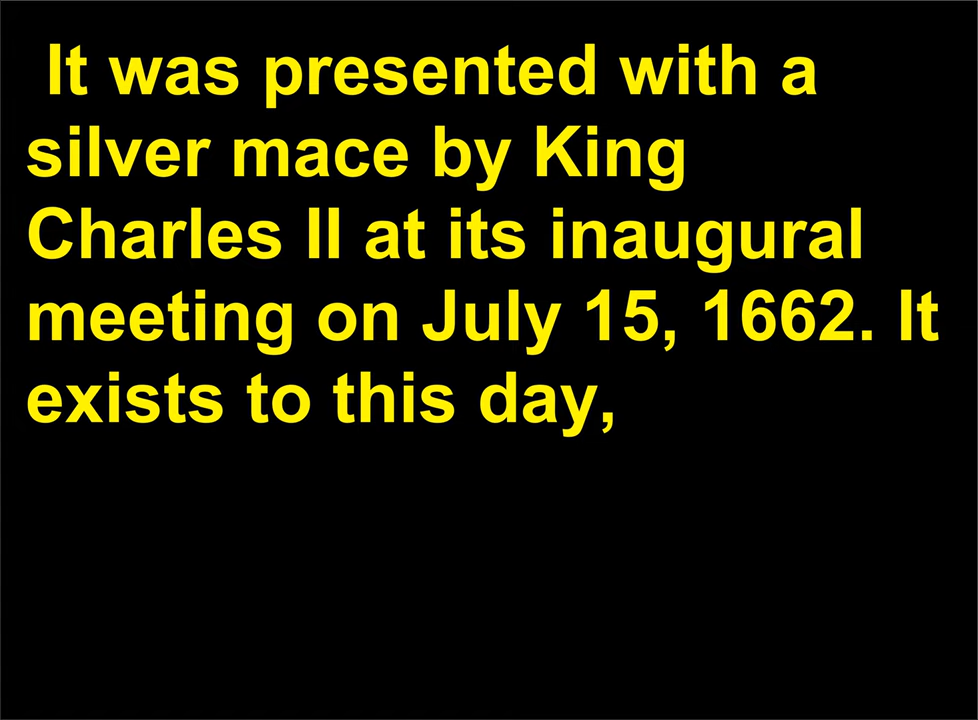 It was presented with a
silver mace by King
Charles II at its inaugural
meeting on July 15, 1662. It
exists to this day,